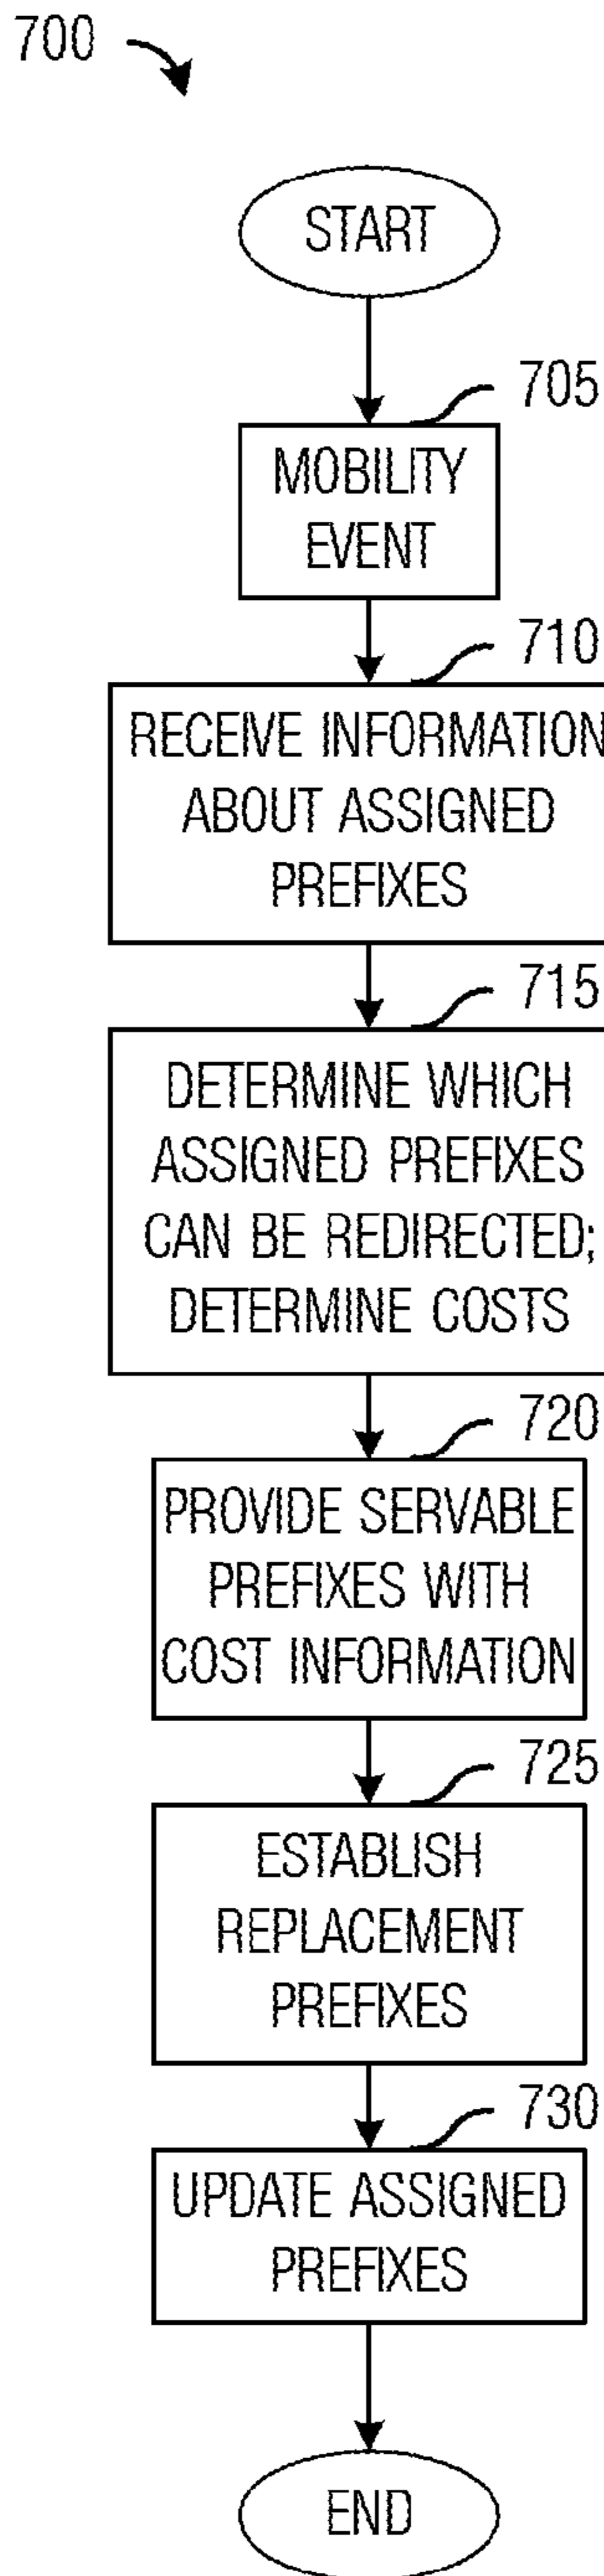 700
START
705
MOBILITY
EVENT
710
RECEIVE INFORMATION
ABOUT ASSIGNED
PREFIXES
715
DETERMINE WHICH
ASSIGNED PREFIXES
CAN BE REDIRECTED;
DETERMINE COSTS
720
PROVIDE SERVABLE
PREFIXES WITH
COST INFORMATION
725
ESTABLISH
REPLACEMENT
PREFIXES
730
UPDATE ASSIGNED
PREFIXES
END